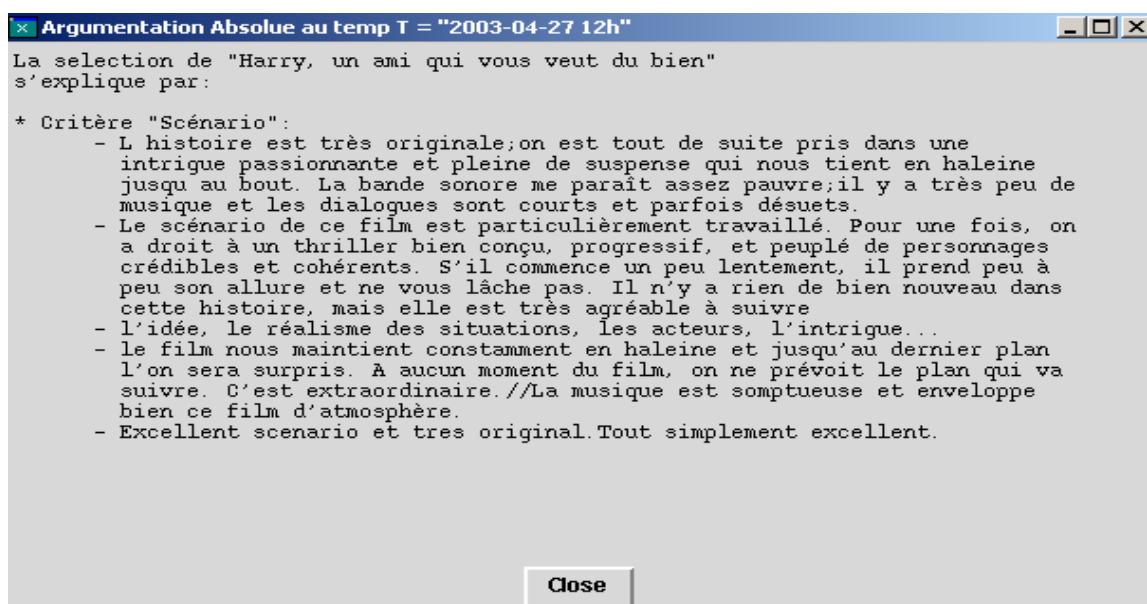 Argumentation Absolue au temp T = "2003-04-27 12h"
La selection de "Harry, un ami qui vous veut du bien"
s'explique par:
* Critère "Scénario":
- L histoire est très originale;on est tout de suite pris dans une
intrigue passionnante et pleine de suspense qui nous tient en haleine
jusqu au bout. La bande sonore me paraît assez pauvre;il y a très peu de
musique et les dialogues sont courts et parfois désuets.
- Le scénario de ce film est particulièrement travaillé. Pour une fois, on
a droit à un thriller bien conçu, progressif, et peuplé de personnages
crédibles et cohérents. S'il commence un peu lentement, il prend peu à
peu son allure et ne vous lâche pas. Il n'y a rien de bien nouveau dans
cette histoire, mais elle est très agréable à suivre
- l'idée, le réalisme des situations, les acteurs, l'intrigue...
- le film nous maintient constamment en haleine et jusqu'au dernier plan
l'on sera surpris. A aucun moment du film, on ne prévoit le plan qui va
suivre. C'est extraordinaire.//La musique est somptueuse et enveloppe
bien ce film d'atmosphère.
- Excellent scenario et tres original.Tout simplement excellent.
Close